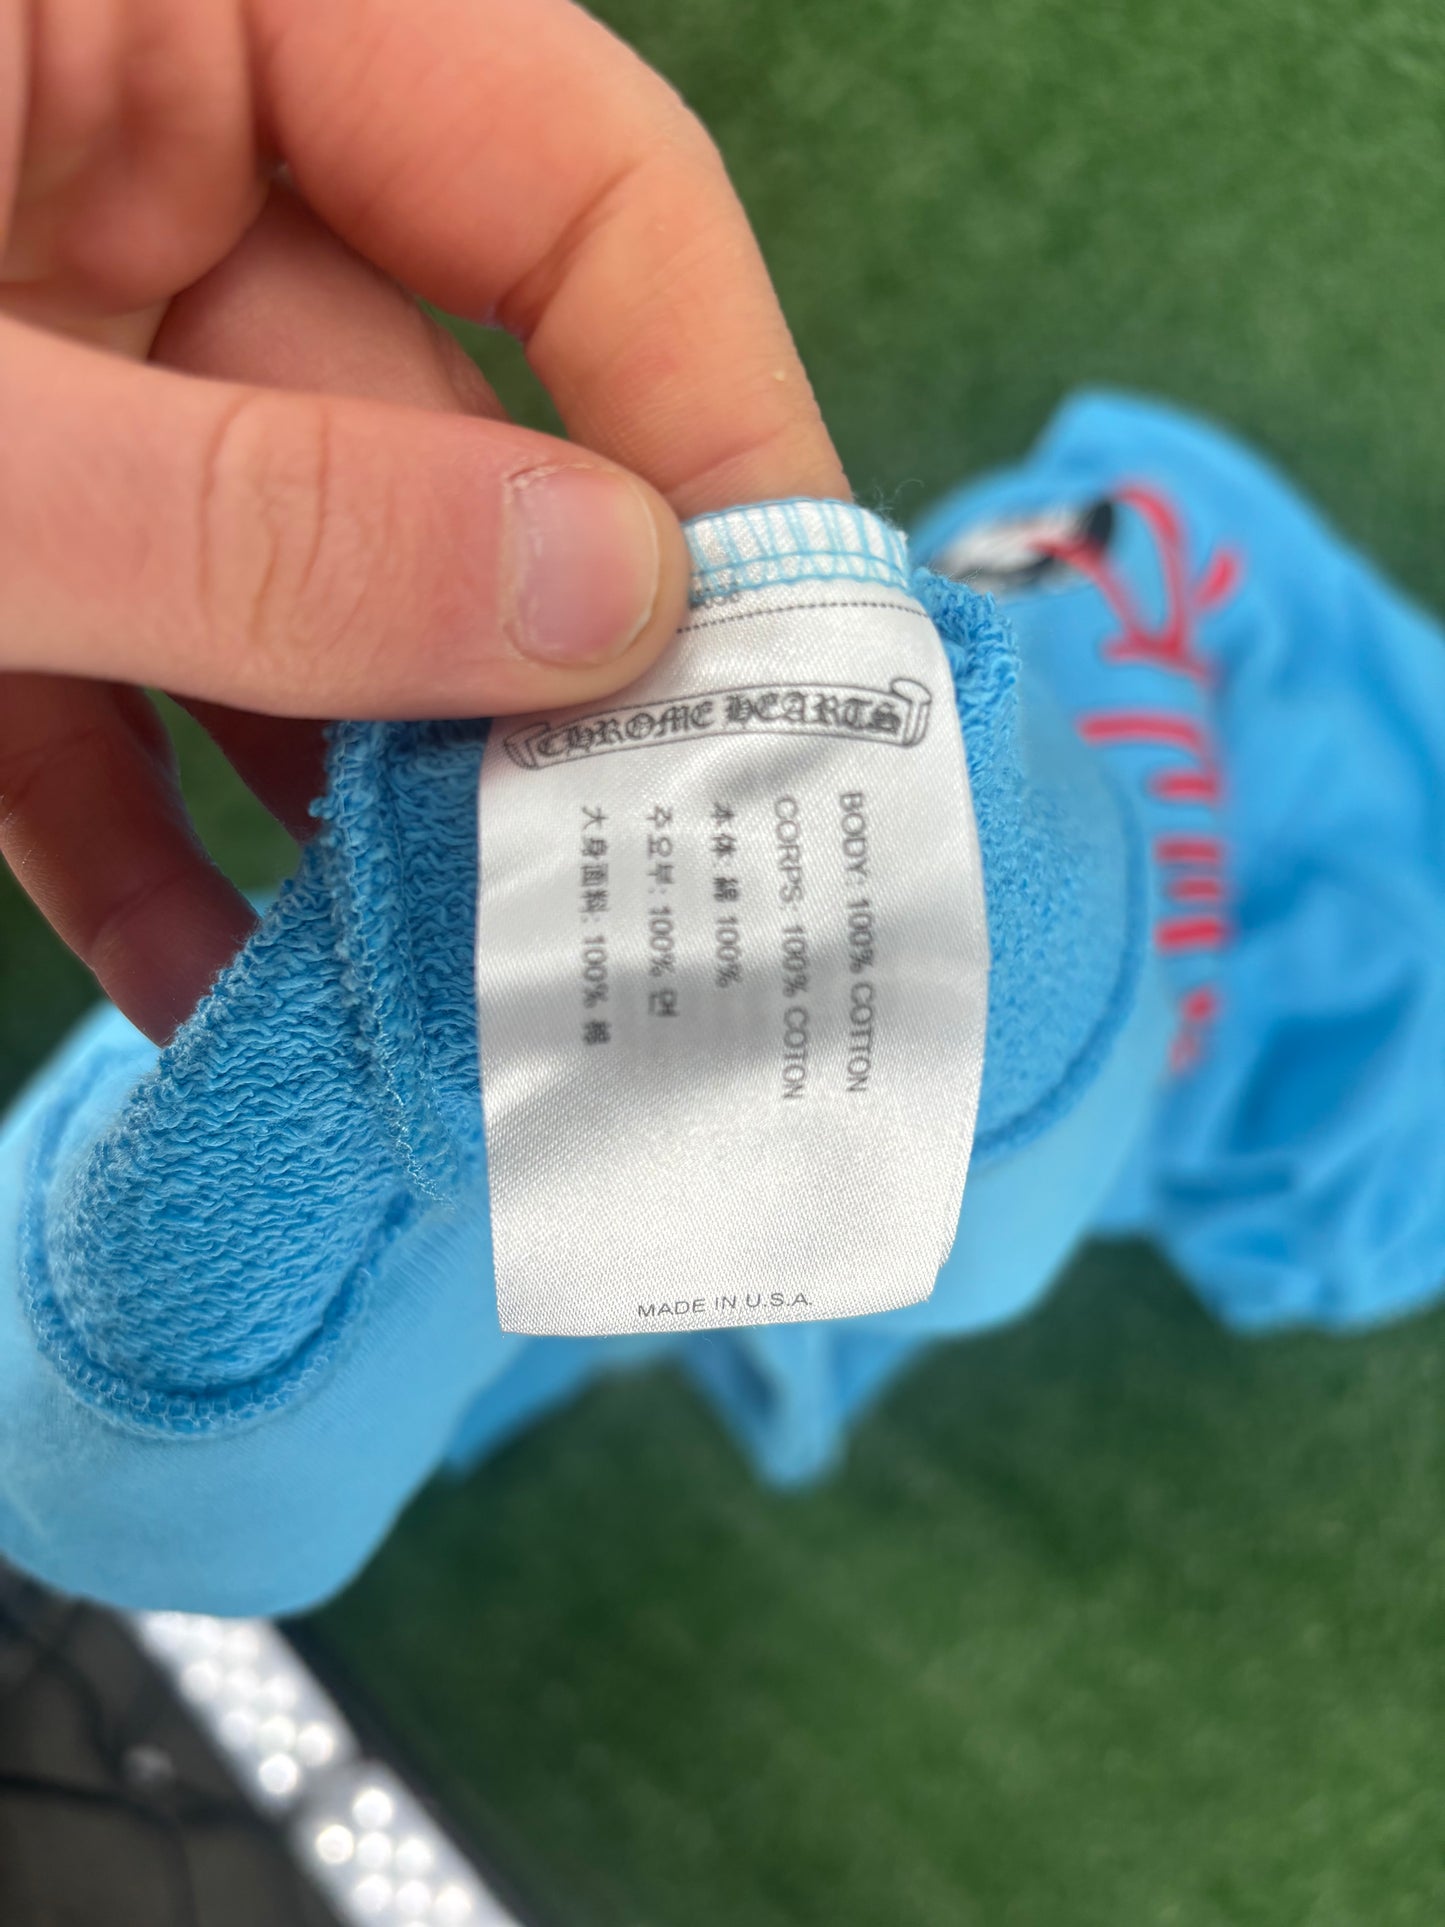 CHROME HEARTS
BODY: 100% COTTON
CORPS: 100% COTON
本体 綿 100%
주요부: 100% 면
大身面料: 100% 棉
MADE IN U.S.A.